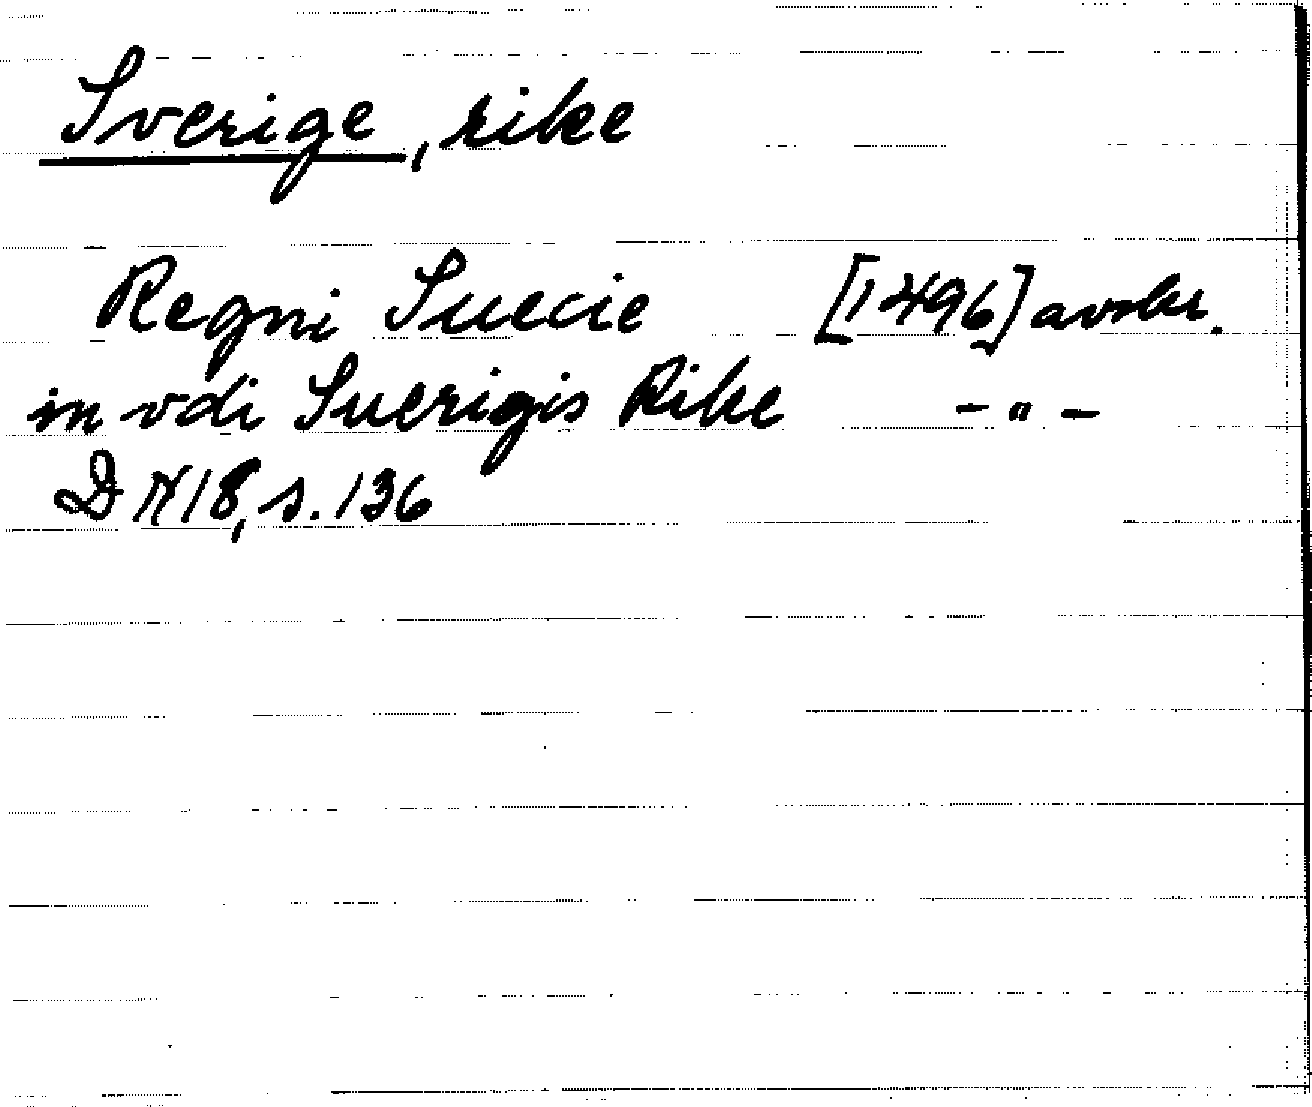 Sverige, rike
Regni Suecie [1496] avskr.
in vdi Suerigis Rike -"-
DN 18, s. 136